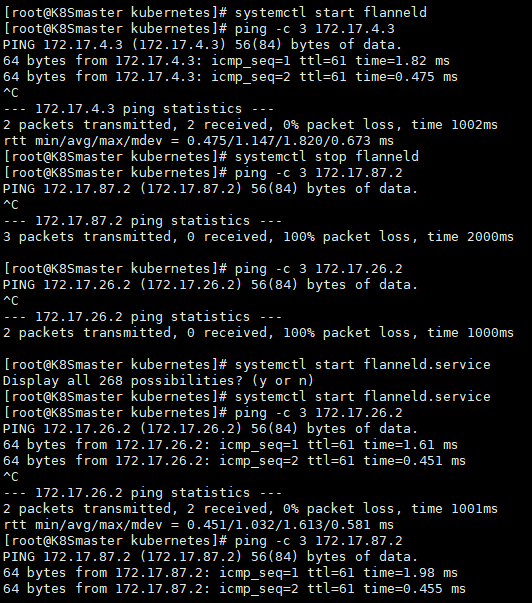 [root@K8Smaster kubernetes]# systemctl start flanneld
[root@K8Smaster kubernetes]# ping -c 3 172.17.4.3
PING 172.17.4.3 (172.17.4.3) 56(84) bytes of data.
64 bytes from 172.17.4.3: icmp_seq=1 ttl=61 time=1.82 ms
64 bytes from 172.17.4.3: icmp_seq=2 ttl=61 time=0.475 ms
^C
--- 172.17.4.3 ping statistics ---
2 packets transmitted, 2 received, 0% packet loss, time 1002ms
rtt min/avg/max/mdev = 0.475/1.147/1.820/0.673 ms
[root@K8Smaster kubernetes]# systemctl stop flanneld
[root@K8Smaster kubernetes]# ping -c 3 172.17.87.2
PING 172.17.87.2 (172.17.87.2) 56(84) bytes of data.
^C
--- 172.17.87.2 ping statistics ---
3 packets transmitted, 0 received, 100% packet loss, time 2000ms
[root@K8Smaster kubernetes]# ping -c 3 172.17.26.2
PING 172.17.26.2 (172.17.26.2) 56(84) bytes of data.
^C
--- 172.17.26.2 ping statistics ---
2 packets transmitted, 0 received, 100% packet loss, time 1000ms
[root@K8Smaster kubernetes]# systemctl start flanneld.service
Display all 268 possibilities? (y or n)
[root@K8Smaster kubernetes]# systemctl start flanneld.service
[root@K8Smaster kubernetes]# ping -c 3 172.17.26.2
PING 172.17.26.2 (172.17.26.2) 56(84) bytes of data.
64 bytes from 172.17.26.2: icmp_seq=1 ttl=61 time=1.61 ms
64 bytes from 172.17.26.2: icmp_seq=2 ttl=61 time=0.451 ms
^C
--- 172.17.26.2 ping statistics ---
2 packets transmitted, 2 received, 0% packet loss, time 1001ms
rtt min/avg/max/mdev = 0.451/1.032/1.613/0.581 ms
[root@K8Smaster kubernetes]# ping -c 3 172.17.87.2
PING 172.17.87.2 (172.17.87.2) 56(84) bytes of data.
64 bytes from 172.17.87.2: icmp_seq=1 ttl=61 time=1.98 ms
64 bytes from 172.17.87.2: icmp_seq=2 ttl=61 time=0.455 ms